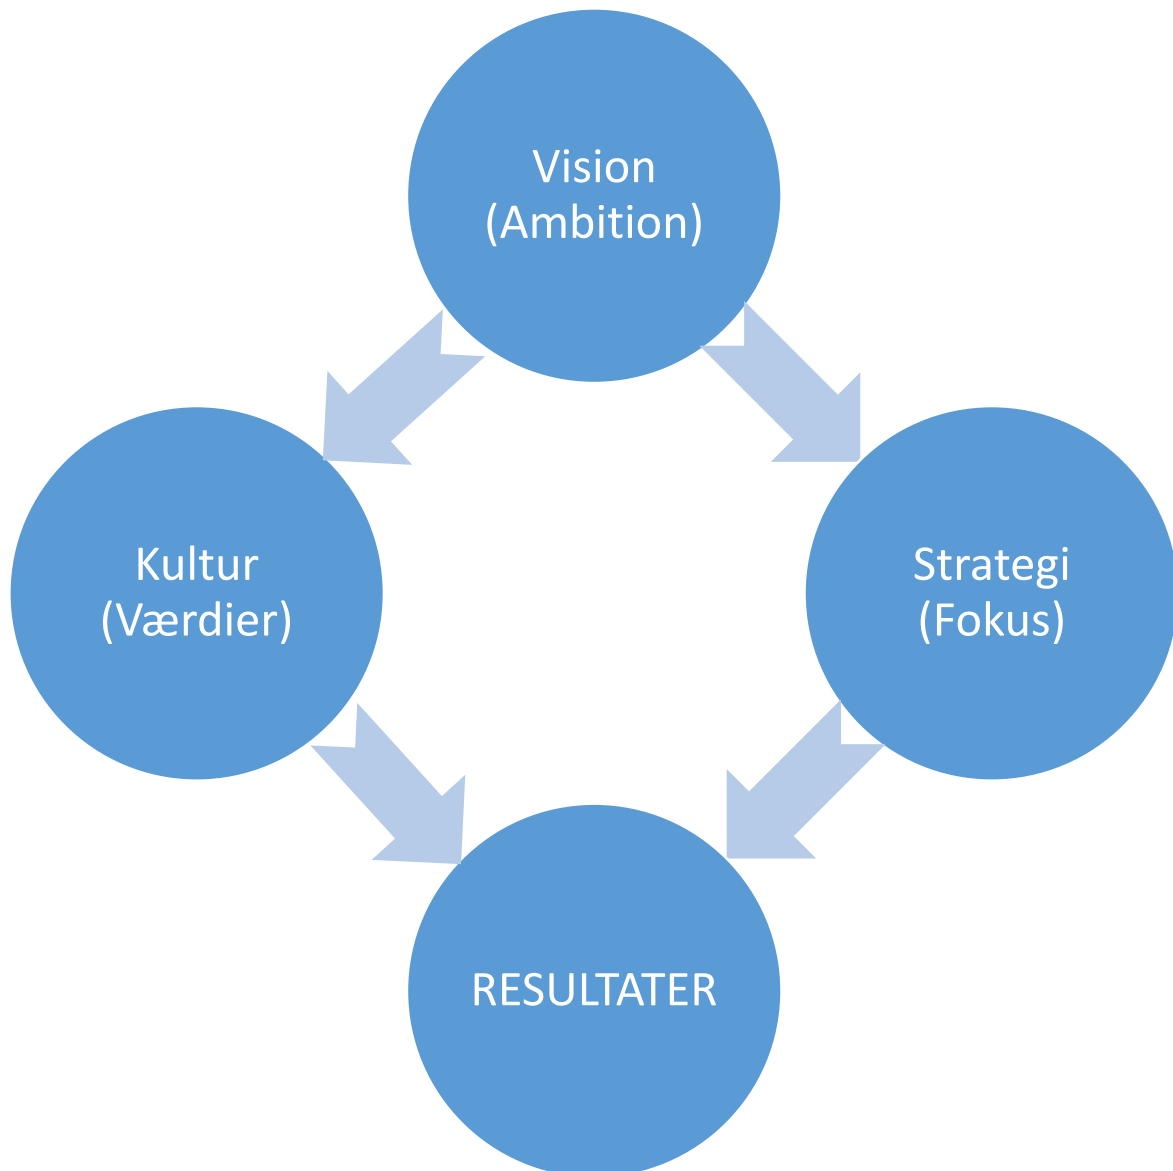 Vision
(Ambition)
Kultur
(Værdier)
Strategi
(Fokus)
RESULTATER